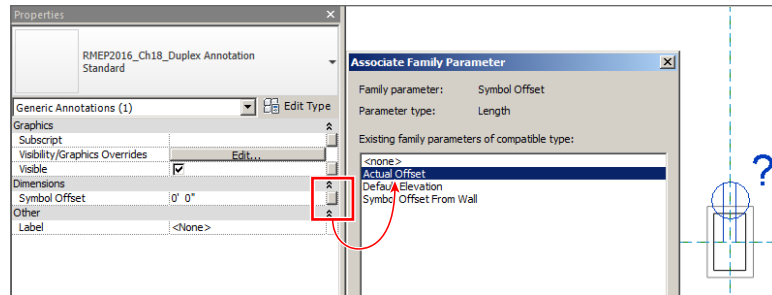 Properties
RMEP2016_Ch18_Duplex Annotation
Standard
Generic Annotations (1)
Edit Type
Graphics
Subscript
Visibility/Graphics Overrides Edit...
Visible
Dimensions
Symbol Offset 0' 0"
Other
Label <None>
Associate Family Parameter
Family parameter: Symbol Offset
Parameter type: Length
Existing family parameters of compatible type:
<none>
Actual Offset
Default Elevation
Symbol Offset From Wall
?